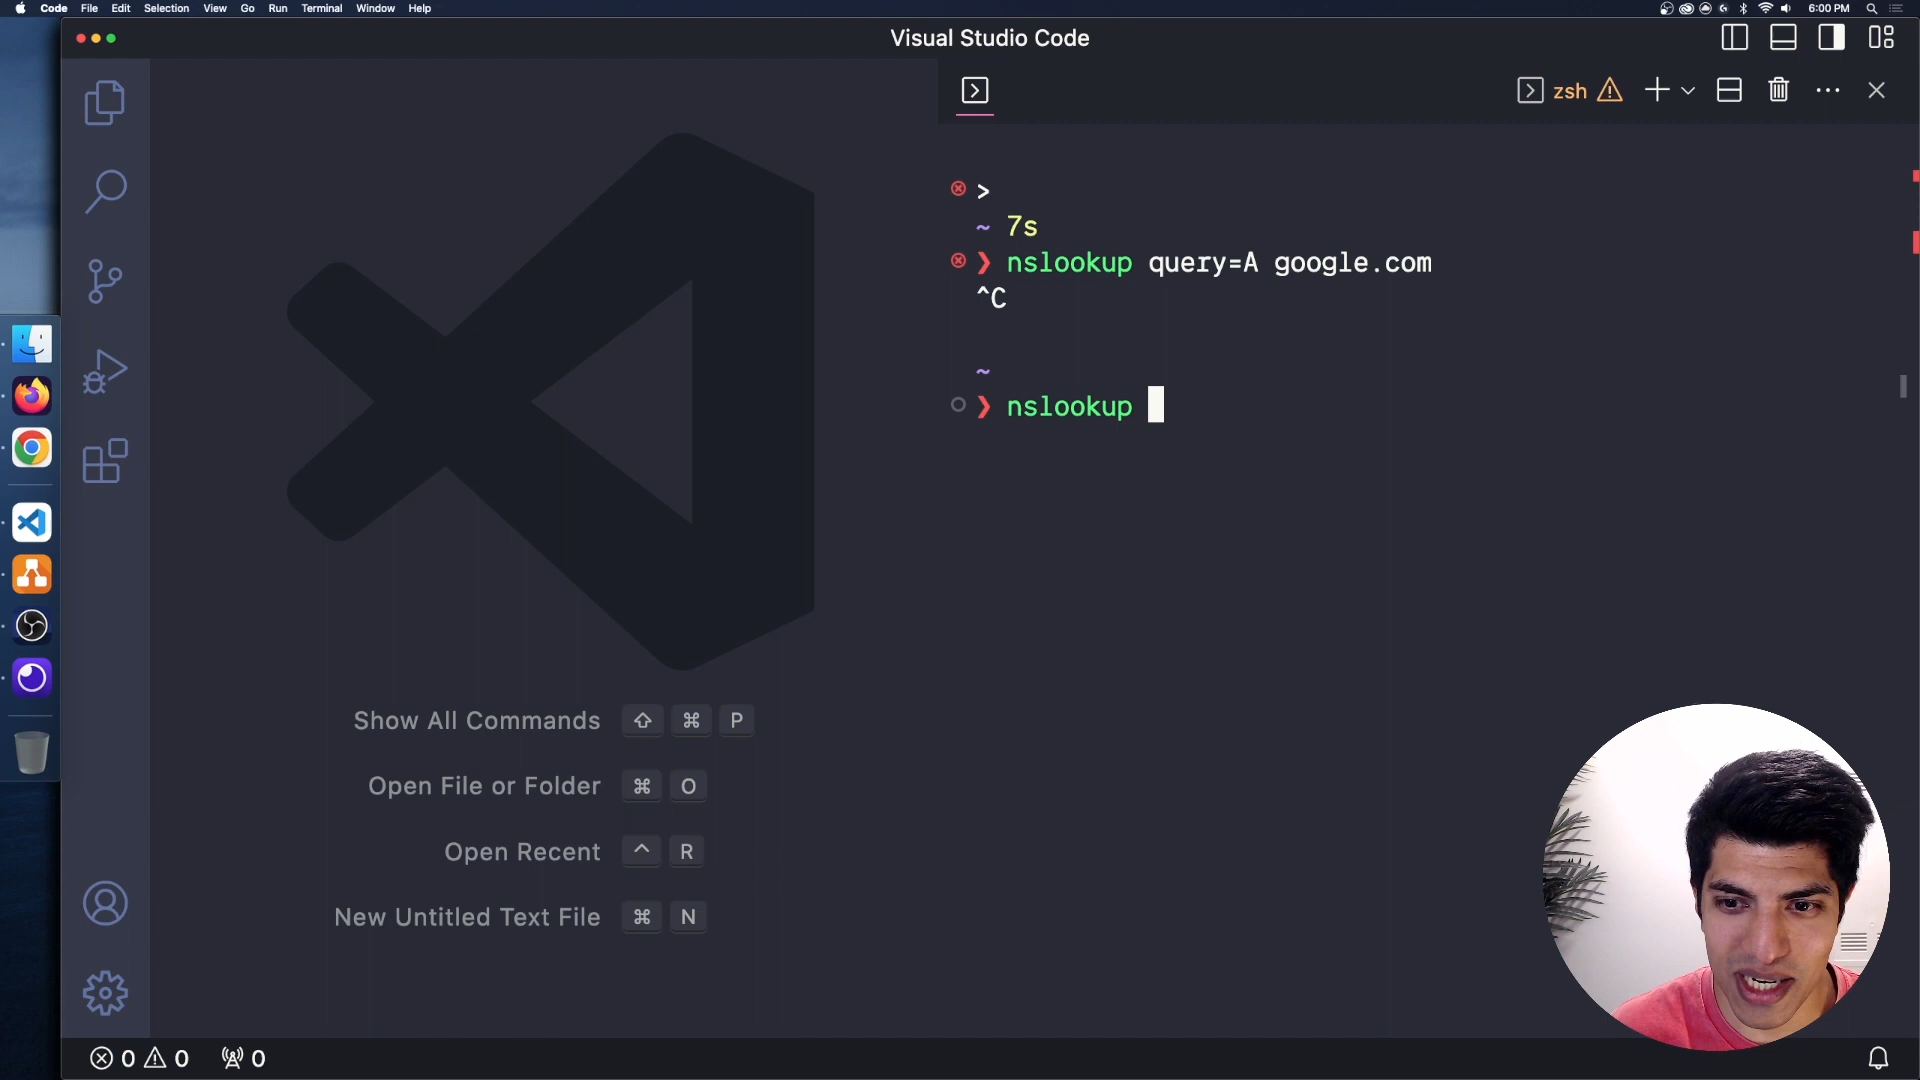 Code File Edit Selection View Go Run Terminal Window Help 6:00 PM
Visual Studio Code
zsh
>
~ 7s
❯ nslookup query=A google.com
^C
~
❯ nslookup
Show All Commands ⇧ ⌘ P
Open File or Folder ⌘ O
Open Recent ^ R
New Untitled Text File ⌘ N
0 0 0